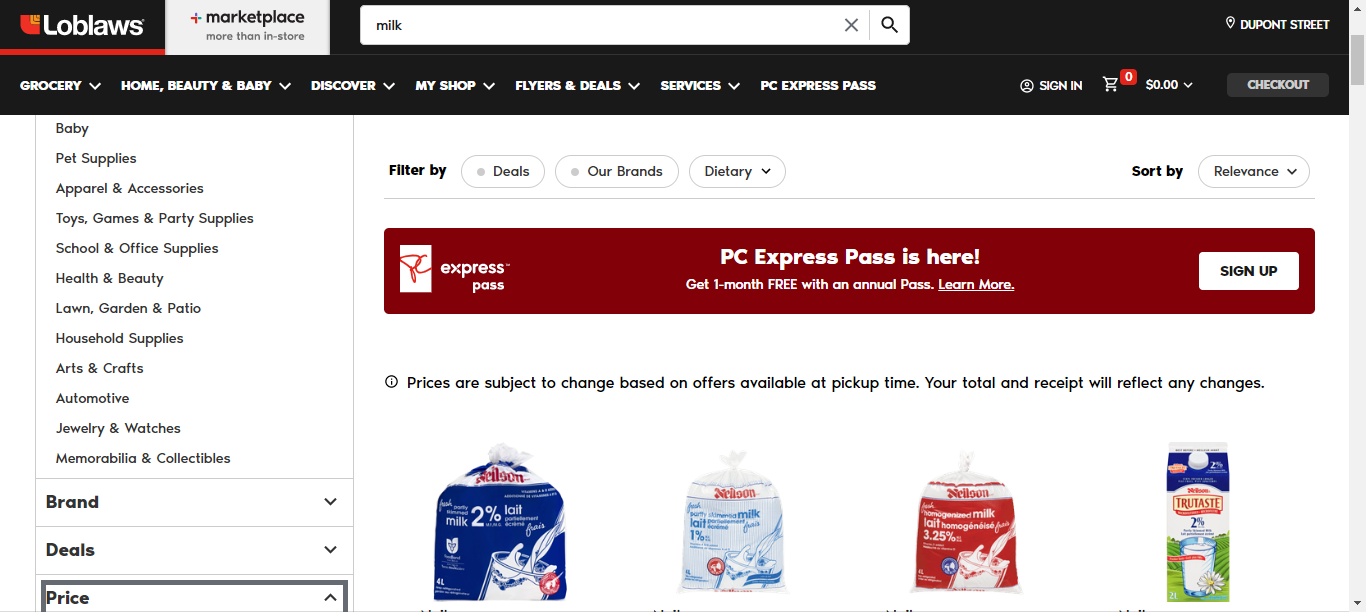 Loblaws
marketplace
more than in-store
milk
DUPONT STREET
GROCERY
HOME, BEAUTY & BABY
DISCOVER
MY SHOP
FLYERS & DEALS
SERVICES
PC EXPRESS PASS
SIGN IN
0
$0.00
CHECKOUT
Baby
Pet Supplies
Apparel & Accessories
Toys, Games & Party Supplies
School & Office Supplies
Health & Beauty
Lawn, Garden & Patio
Household Supplies
Arts & Crafts
Automotive
Jewelry & Watches
Memorabilia & Collectibles
Brand
Deals
Price
Filter by
Deals
Our Brands
Dietary
Sort by
Relevance
PC
express™
pass
PC Express Pass is here!
Get 1-month FREE with an annual Pass. Learn More.
SIGN UP
Prices are subject to change based on offers available at pickup time. Your total and receipt will reflect any changes.
Neilson
fresh
partly
skimmed
milk
2%
lait
partiellement
écrémé
frais
4L
Neilson
fresh
partly skimmed milk
lait partiellement écrémé
1%
frais
Neilson
fresh
homogenized milk
lait homogénéisé
3.25%
frais
2%
Neilson
TRUTASTE
2%
2L